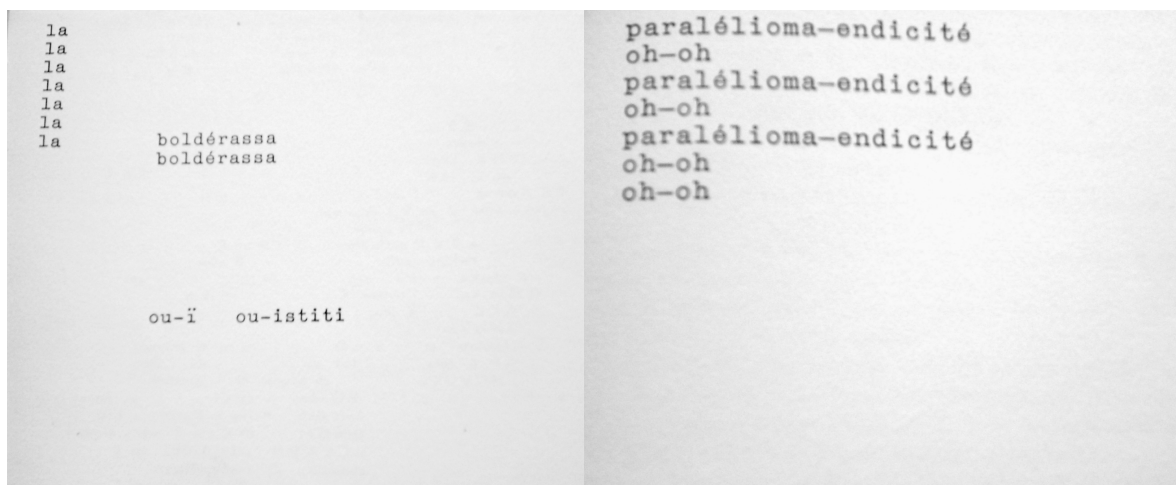 la
la
la
la
la
la
la
boldérassa
boldérassa
ou-ï ou-istiti
paralélioma-endicité
oh-oh
paralélioma-endicité
oh-oh
paralélioma-endicité
oh-oh
oh-oh